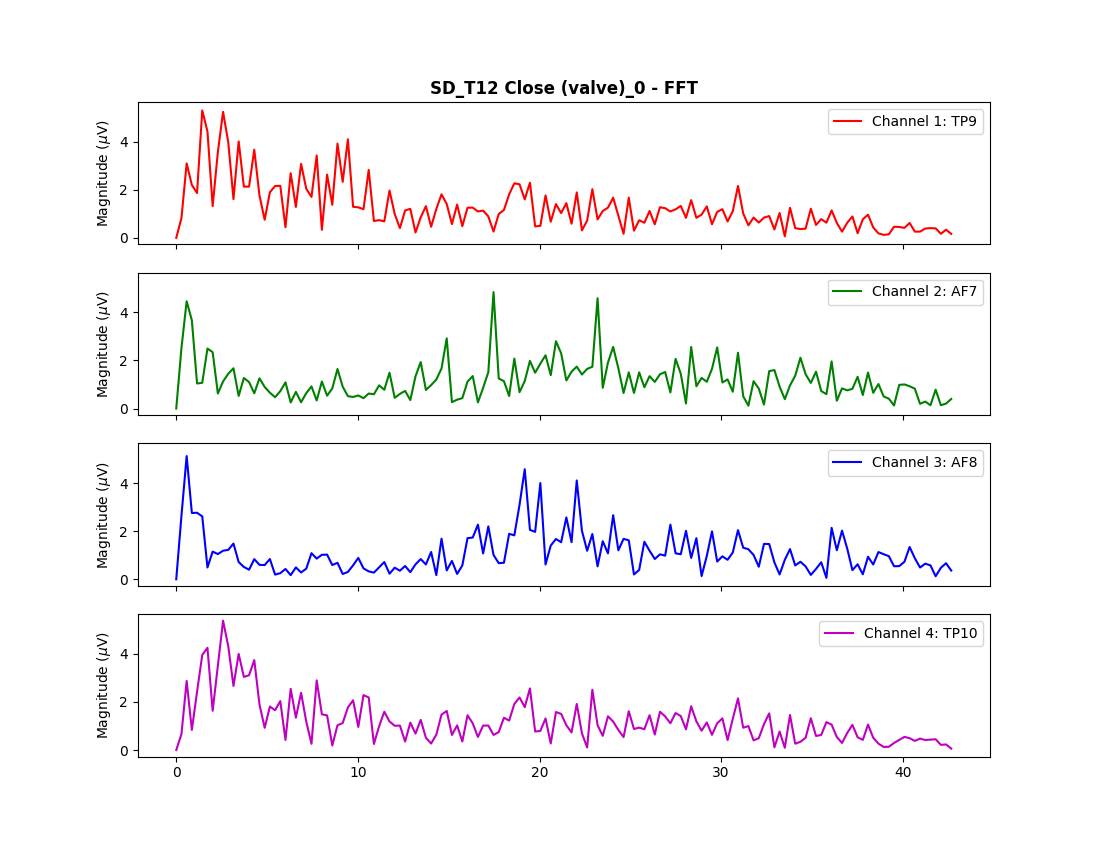 SD_T12 Close (valve)_0 - FFT
Magnitude (μV)
4
2
0
Channel 1: TP9
Magnitude (μV)
4
2
0
Channel 2: AF7
Magnitude (μV)
4
2
0
Channel 3: AF8
Magnitude (μV)
4
2
0
Channel 4: TP10
0 10 20 30 40